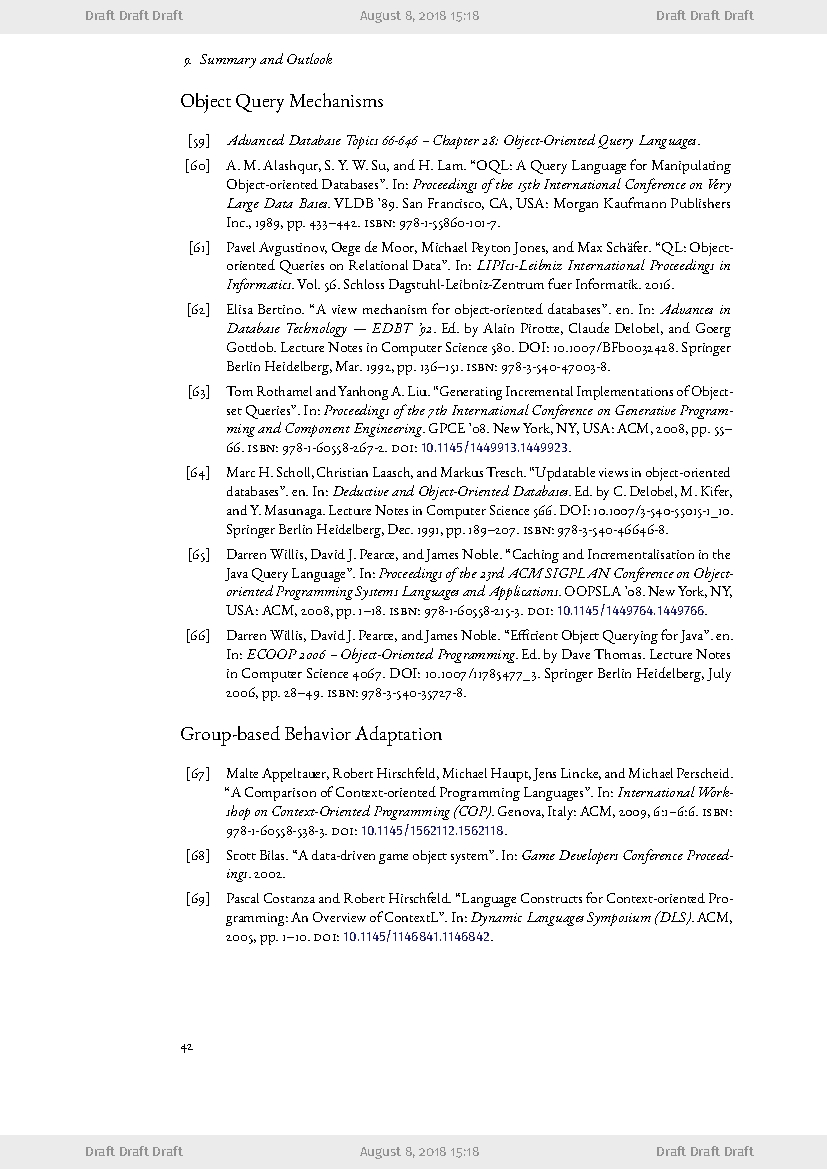 Draft Draft Draft August 8, 2018 15:18 Draft Draft Draft
9. Summary and Outlook
Object Query Mechanisms
[59] Advanced Database Topics 66-646 – Chapter 28: Object-Oriented Query Languages.
[60] A. M. Alashqur, S. Y. W. Su, and H. Lam. “OQL: A Query Language for Manipulating
Object-oriented Databases”. In: Proceedings of the 15th International Conference on Very
Large Data Bases. VLDB ’89. San Francisco, CA, USA: Morgan Kaufmann Publishers
Inc., 1989, pp. 433–442. ISBN: 978-1-55860-101-7.
[61] Pavel Avgustinov, Oege de Moor, Michael Peyton Jones, and Max Schäfer. “QL: Object-
oriented Queries on Relational Data”. In: LIPIcs-Leibniz International Proceedings in
Informatics. Vol. 56. Schloss Dagstuhl-Leibniz-Zentrum fuer Informatik. 2016.
[62] Elisa Bertino. “A view mechanism for object-oriented databases”. en. In: Advances in
Database Technology — EDBT ’92. Ed. by Alain Pirotte, Claude Delobel, and Goerg
Gottlob. Lecture Notes in Computer Science 580. DOI: 10.1007/BFb0032428. Springer
Berlin Heidelberg, Mar. 1992, pp. 136–151. ISBN: 978-3-540-47003-8.
[63] Tom Rothamel and Yanhong A. Liu. “Generating Incremental Implementations of Object-
set Queries”. In: Proceedings of the 7th International Conference on Generative Program-
ming and Component Engineering. GPCE ’08. New York, NY, USA: ACM, 2008, pp. 55–
66. ISBN: 978-1-60558-267-2. DOI: 10.1145/1449913.1449923.
[64] Marc H. Scholl, Christian Laasch, and Markus Tresch. “Updatable views in object-oriented
databases”. en. In: Deductive and Object-Oriented Databases. Ed. by C. Delobel, M. Kifer,
and Y. Masunaga. Lecture Notes in Computer Science 566. DOI: 10.1007/3-540-55015-1_10.
Springer Berlin Heidelberg, Dec. 1991, pp. 189–207. ISBN: 978-3-540-46646-8.
[65] Darren Willis, David J. Pearce, and James Noble. “Caching and Incrementalisation in the
Java Query Language”. In: Proceedings of the 23rd ACM SIGPLAN Conference on Object-
oriented Programming Systems Languages and Applications. OOPSLA ’08. New York, NY,
USA: ACM, 2008, pp. 1–18. ISBN: 978-1-60558-215-3. DOI: 10.1145/1449764.1449766.
[66] Darren Willis, David J. Pearce, and James Noble. “Efficient Object Querying for Java”. en.
In: ECOOP 2006 – Object-Oriented Programming. Ed. by Dave Thomas. Lecture Notes
in Computer Science 4067. DOI: 10.1007/11785477_3. Springer Berlin Heidelberg, July
2006, pp. 28–49. ISBN: 978-3-540-35727-8.
Group-based Behavior Adaptation
[67] Malte Appeltauer, Robert Hirschfeld, Michael Haupt, Jens Lincke, and Michael Perscheid.
“A Comparison of Context-oriented Programming Languages”. In: International Work-
shop on Context-Oriented Programming (COP). Genova, Italy: ACM, 2009, 6:1–6:6. ISBN:
978-1-60558-538-3. DOI: 10.1145/1562112.1562118.
[68] Scott Bilas. “A data-driven game object system”. In: Game Developers Conference Proceed-
ings. 2002.
[69] Pascal Costanza and Robert Hirschfeld. “Language Constructs for Context-oriented Pro-
gramming: An Overview of ContextL”. In: Dynamic Languages Symposium (DLS). ACM,
2005, pp. 1–10. DOI: 10.1145/1146841.1146842.
42
Draft Draft Draft August 8, 2018 15:18 Draft Draft Draft